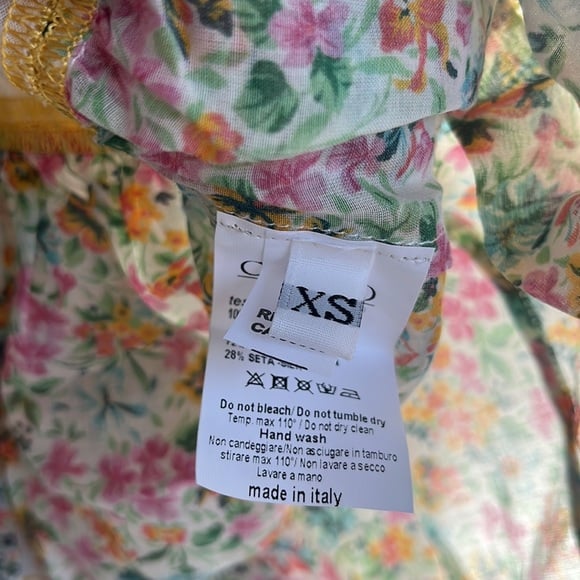 XS
28% SETA
Do not bleach/ Do not tumble dry
Temp. max 110° / Do not dry clean
Hand wash
Non candeggiare/Non asciugare in tamburo
stirare max 110°/ Non lavare a secco
Lavare a mano
made in italy